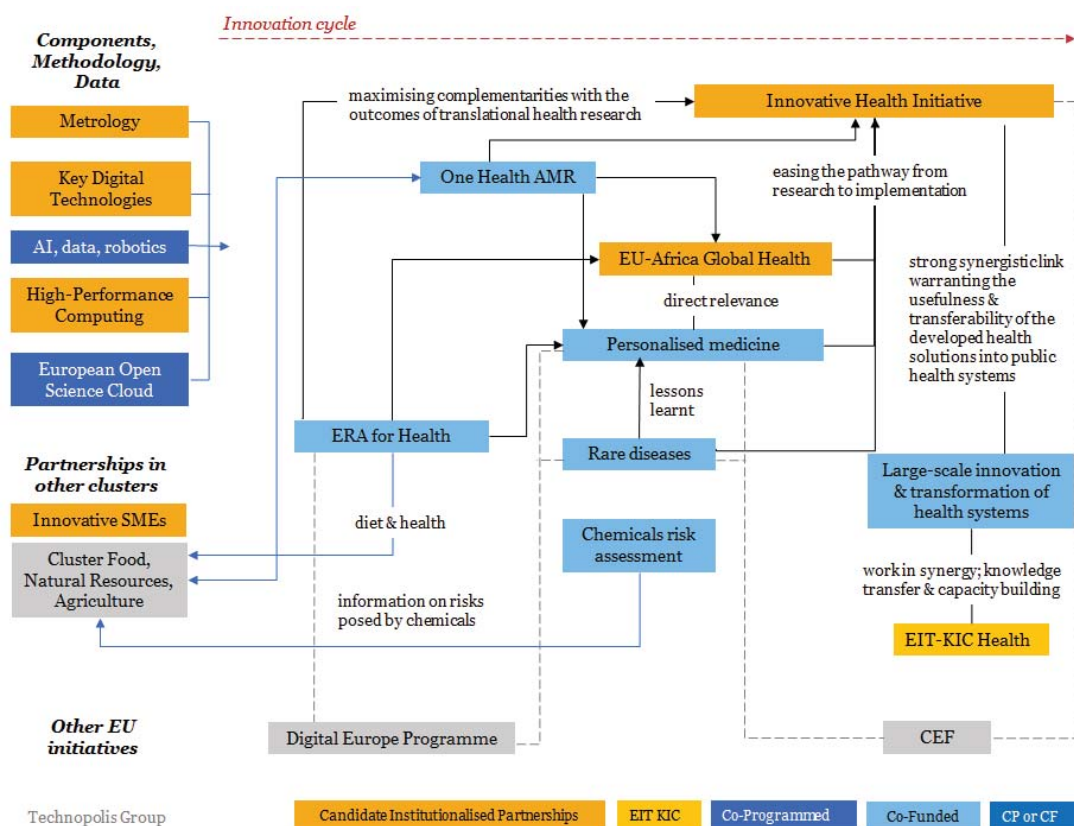 Innovation cycle
Components,
Methodology,
Data
Metrology
Key Digital
Technologies
AI, data, robotics
High-Performance
Computing
European Open
Science Cloud
Partnerships in
other clusters
Innovative SMEs
Cluster Food,
Natural Resources,
Agriculture
Other EU
initiatives
maximising complementarities with the
outcomes of translational health research
Innovative Health Initiative
One Health AMR
easing the pathway from
research to implementation
EU-Africa Global Health
direct relevance
strong synergistic link
warranting the
usefulness &
transferability of the
developed health
solutions into public
health systems
Personalised medicine
lessons
learnt
ERA for Health
Rare diseases
Large-scale innovation
& transformation of
health systems
diet & health
Chemicals risk
assessment
work in synergy; knowledge
transfer & capacity building
information on risks
posed by chemicals
EIT-KIC Health
Digital Europe Programme
CEF
Technopolis Group
Candidate Institutionalised Partnerships
EIT KIC
Co-Programmed
Co-Funded
CP or CF